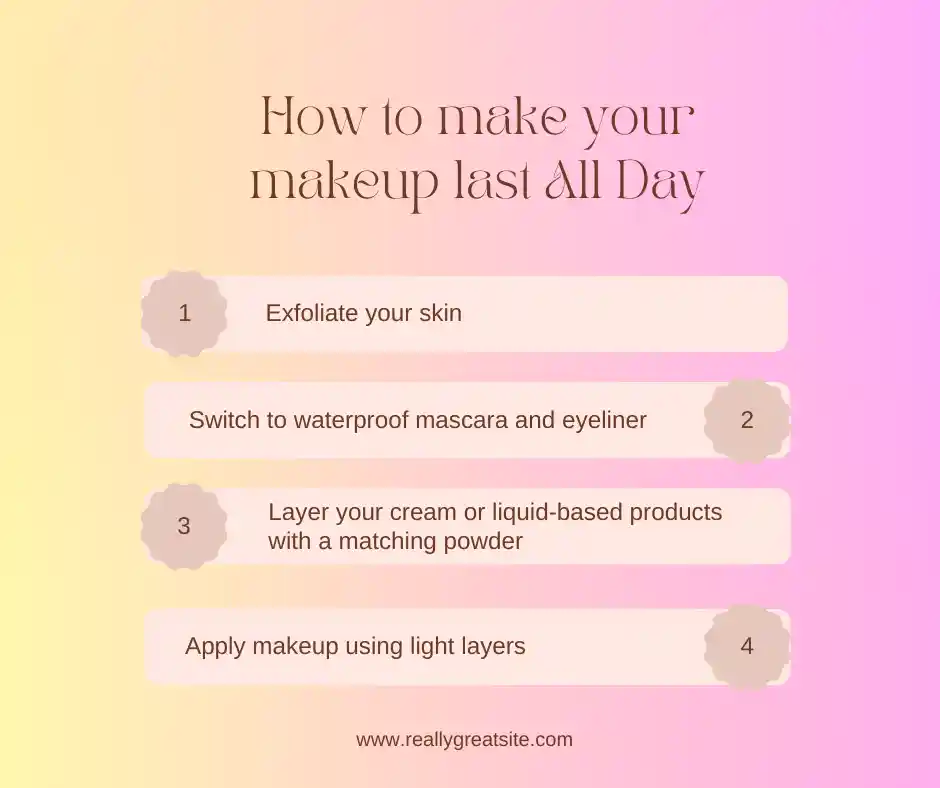 How to make your
makeup last All Day
1
Exfoliate your skin
Switch to waterproof mascara and eyeliner
2
3
Layer your cream or liquid-based products
with a matching powder
Apply makeup using light layers
4
www.reallygreatsite.com